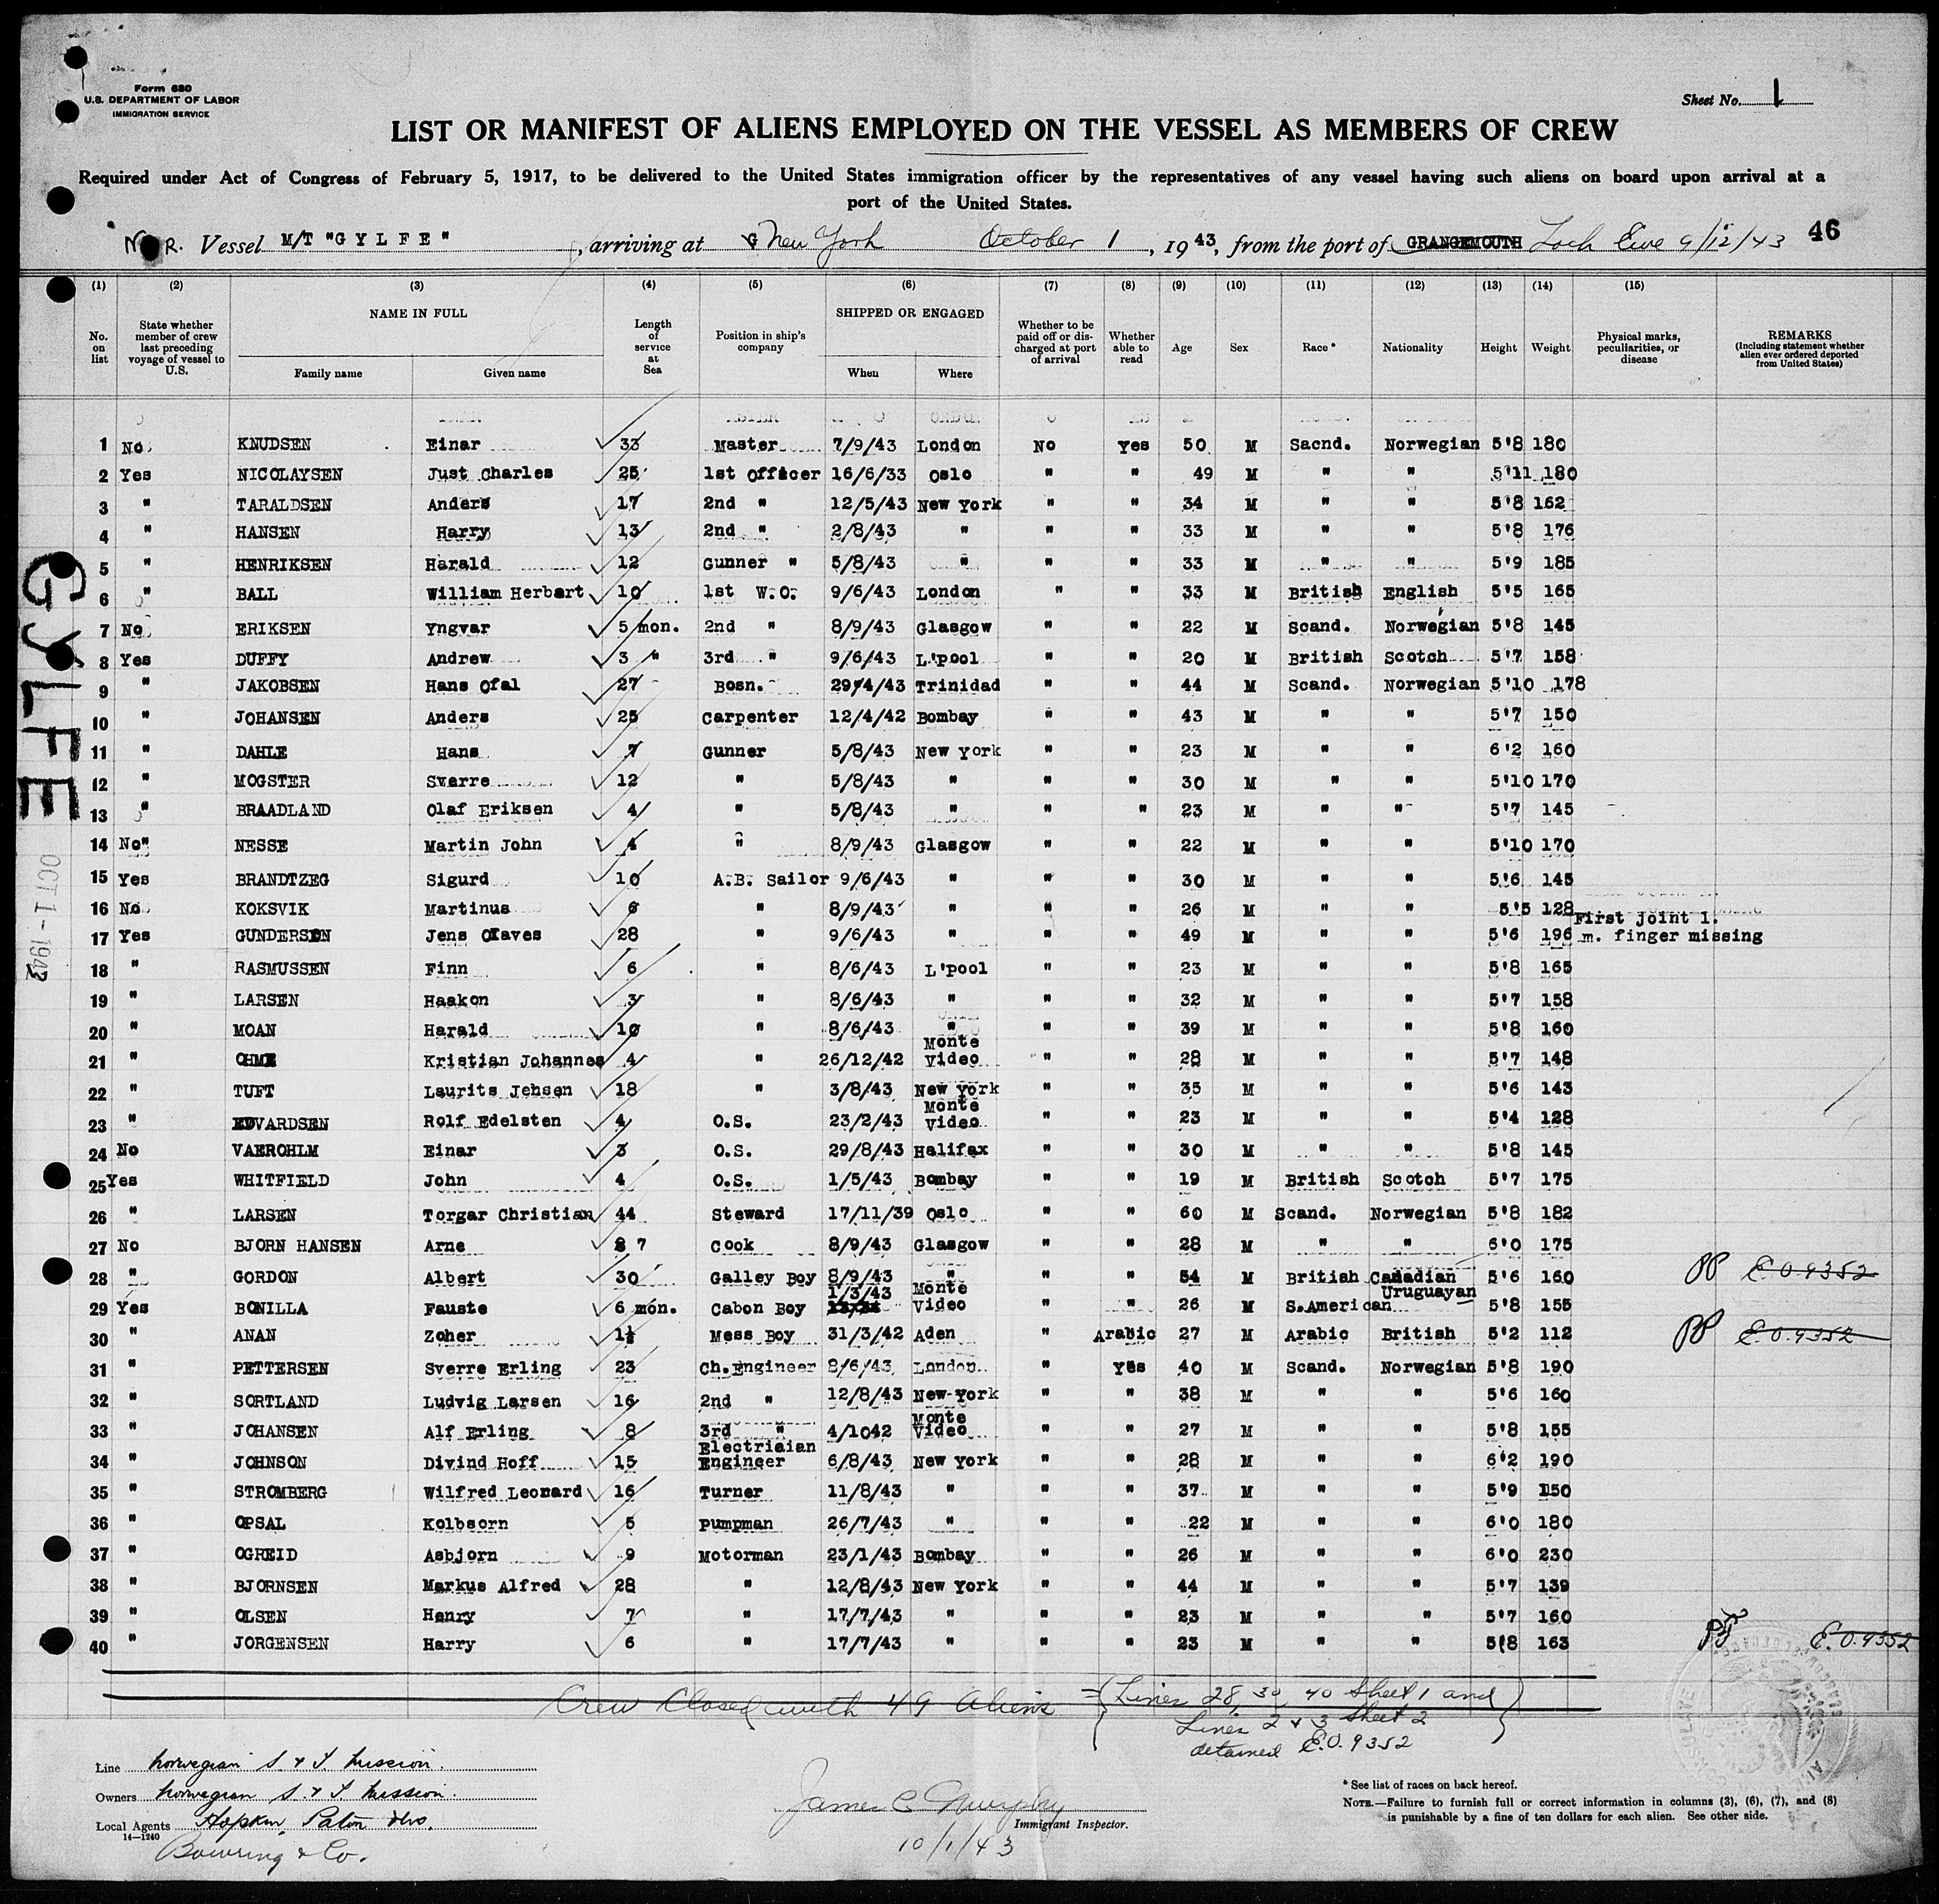 Form 680
U.S. DEPARTMENT OF LABOR
IMMIGRATION SERVICE
Sheet No. 1
LIST OR MANIFEST OF ALIENS EMPLOYED ON THE VESSEL AS MEMBERS OF CREW
Required under Act of Congress of February 5, 1917, to be delivered to the United States immigration officer by the representatives of any vessel having such aliens on board upon arrival at a
port of the United States.
Vessel M/T "GYLFE", arriving at New York October 1, 1943, from the port of GRANGEMOUTH Loch Ewe 9/12/43 46
(1) (2) (3) (4) (5) (6) (7) (8) (9) (10) (11) (12) (13) (14) (15)
No. on list
State whether member of crew last preceding voyage of vessel to U.S.
NAME IN FULL
Family name Given name
Length of service at Sea
Position in ship's company
SHIPPED OR ENGAGED
When Where
Whether to be paid off or discharged at port of arrival
Whether able to read
Age Sex Race* Nationality Height Weight
Physical marks, peculiarities, or disease
REMARKS
(Including statement whether alien ever ordered deported from United States)
1 No KNUDSEN Einar 33 Master 7/9/43 London No Yes 50 M Sacnd. Norwegian 5'8 180
2 Yes NICOLAYSEN Just Charles 25 1st Officer 16/6/33 Oslo " " 49 M " " 5'11 180
3 " TARALDSEN Anders 17 2nd " 12/5/43 New York " " 34 M " " 5'8 162
4 " HANSEN Harry 13 2nd " 2/8/43 " " " 33 M " " 5'8 176
5 " HENRIKSEN Harald 12 Gunner " 5/8/43 " " " 33 M " " 5'9 185
6 " BALL William Herbart 10 1st W.O. 9/6/43 London " " 33 M British English 5'5 165
7 No ERIKSEN Yngvar 5 mon. 2nd " 8/9/43 Glasgow " " 22 M Scand. Norwegian 5'8 145
8 Yes DUFFY Andrew 3 " 3rd " 9/6/43 L'pool " " 20 M British Scotch 5'7 158
9 " JAKOBSEN Hans Ofal 27 Bosn. 29/4/43 Trinidad " " 44 M Scand. Norwegian 5'10 178
10 " JOHANSEN Anders 25 Carpenter 12/4/42 Bombay " " 43 M " " 5'7 150
11 " DAHLE Hans 7 Gunner 5/8/43 New York " " 23 M " " 6'2 160
12 " MOGSTER Sverre 12 " 5/8/43 " " " 30 M " " 5'10 170
13 " BRAADLAND Olaf Eriksen 4 " 5/8/43 " " " 23 M " " 5'7 145
14 No" NESSE Martin John 4 " 8/9/43 Glasgow " " 22 M " " 5'10 170
15 Yes BRANDTZEG Sigurd 10 A.B. Sailor 9/6/43 " " " 30 M " " 5'6 145
16 No KOKSVIK Martinus 6 " 8/9/43 " " " 26 M " " 5'5 128
17 Yes GUNDERSEN Jens Olaves 28 " 9/6/43 " " " 49 M " " 5'6 196 First joint l. m. finger missing
18 " RASMUSSEN Finn 6 " 8/6/43 L'pool " " 23 M " " 5'8 165
19 " LARSEN Haakon 3 " 8/6/43 " " " 32 M " " 5'7 158
20 " MOAN Harald 10 " 8/6/43 " " " 39 M " " 5'8 160
21 " OHME Kristian Johannes 4 " 26/12/42 Monte Video " " 28 M " " 5'7 148
22 " TUFT Laurits Jebsen 18 " 3/8/43 New York " " 35 M " " 5'6 143
23 " EDVARDSEN Rolf Edelsten 4 O.S. 23/2/43 Monte Video " " 23 M " " 5'4 128
24 No VAEROHLM Einar 3 O.S. 29/8/43 Halifax " " 30 M " " 5'8 145
25 Yes WHITFIELD John 4 O.S. 1/5/43 Bombay " " 19 M British Scotch 5'7 175
26 " LARSEN Torgar Christian 44 Steward 17/11/39 Oslo " " 60 M Scand. Norwegian 5'8 182
27 No BJORN HANSEN Arne 7 Cook 8/9/43 Glasgow " " 28 M " " 6'0 175
28 " GORDON Albert 30 Galley Boy 8/9/43 " " " 54 M British Canadian 5'6 160 PP E.O.9352
29 Yes BONILLA Fauste 6 mon. Cabon Boy 1/3/43 Monte Video " " 26 M S.American Uruguayan 5'8 155
30 " ANAN Zoher 1½ Mess Boy 31/3/42 Aden " Arabic 27 M Arabic British 5'2 112 PP E.O.9352
31 " PETTERSEN Sverre Erling 23 Ch.Engineer 8/6/43 London " Yes 40 M Scand. Norwegian 5'8 190
32 " SORTLAND Ludvig Larsen 16 2nd " 12/8/43 New-York " " 38 M " " 5'6 160
33 " JOHANSEN Alf Erling 8 3rd " 4/1042 Monte Video " " 27 M " " 5'8 155
34 " JOHNSON Divind Hoff 15 Electriaian Engineer 6/8/43 New York " " 28 M " " 6'2 190
35 " STROMBERG Wilfred Leonard 16 Turner 11/8/43 " " " 37 M " " 5'9 150
36 " OPSAL Kolbsorn 5 Pumpman 26/7/43 " " " 22 M " " 6'0 180
37 " OGREID Asbjorn 9 Motorman 23/1/43 Bombay " " 26 M " " 6'0 230
38 " BJORNSEN Markus Alfred 28 " 12/8/43 New York " " 44 M " " 5'7 139
39 " OLSEN Henry 7 " 17/7/43 " " " 23 M " " 5'7 160
40 " JORGENSEN Harry 6 " 17/7/43 " " " 23 M " " 5'8 163 E.O.9352
GYLFE
OCT 1 - 1943
Crew Closed with 49 Aliens = (Lines 28, 30, 40 Sheet 1 and
Lines 2 & 3 Sheet 2
detained E.O. 9352
Line Norwegian S. & T. Mission.
Owners Norwegian S. & T. Mission.
Local Agents Hopkin, Paton
14—1240
Bowring & Co.
James C Murphy
Immigrant Inspector.
10/1/43
* See list of races on back hereof.
NOTE.—Failure to furnish full or correct information in columns (3), (6), (7), and (8)
is punishable by a fine of ten dollars for each alien. See other side.